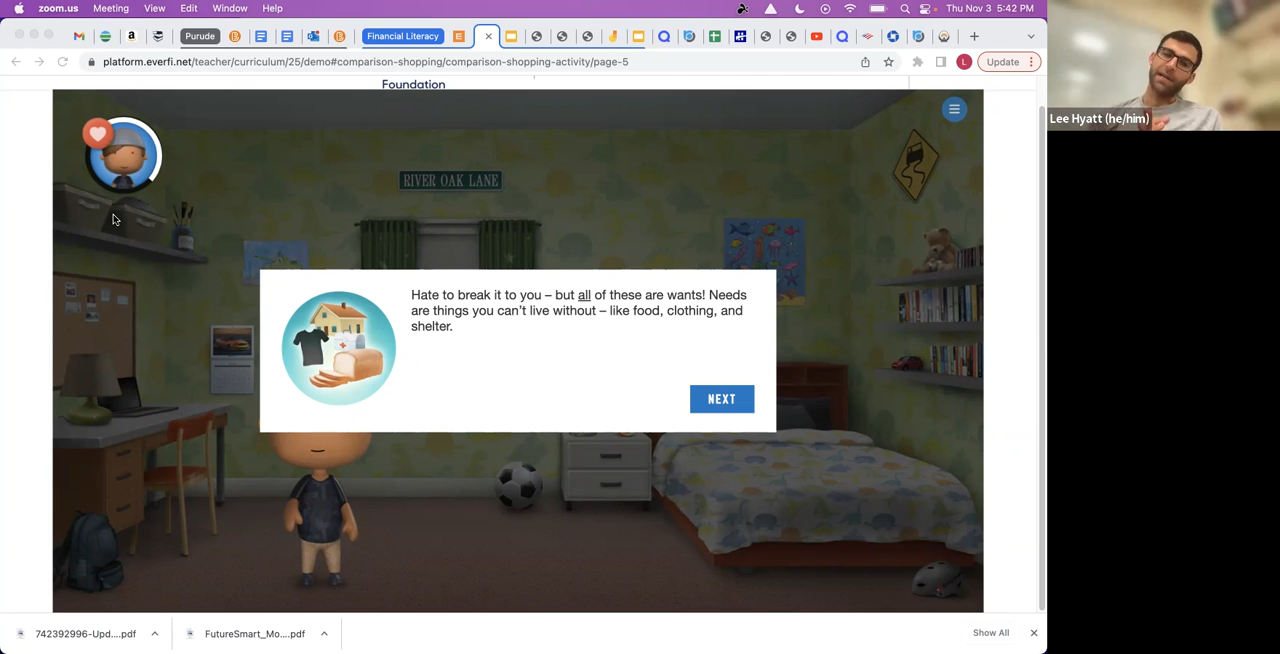 zoom.us Meeting View Edit Window Help Thu Nov 3 5:42 PM
Purude Financial Literacy
platform.everfi.net/teacher/curriculum/25/demo#comparison-shopping/comparison-shopping-activity/page-5 L Update
Foundation
Lee Hyatt (he/him)
RIVER OAK LANE
Hate to break it to you – but all of these are wants! Needs
are things you can't live without – like food, clothing, and
shelter.
NEXT
742392996-Upd....pdf FutureSmart_Mo....pdf Show All